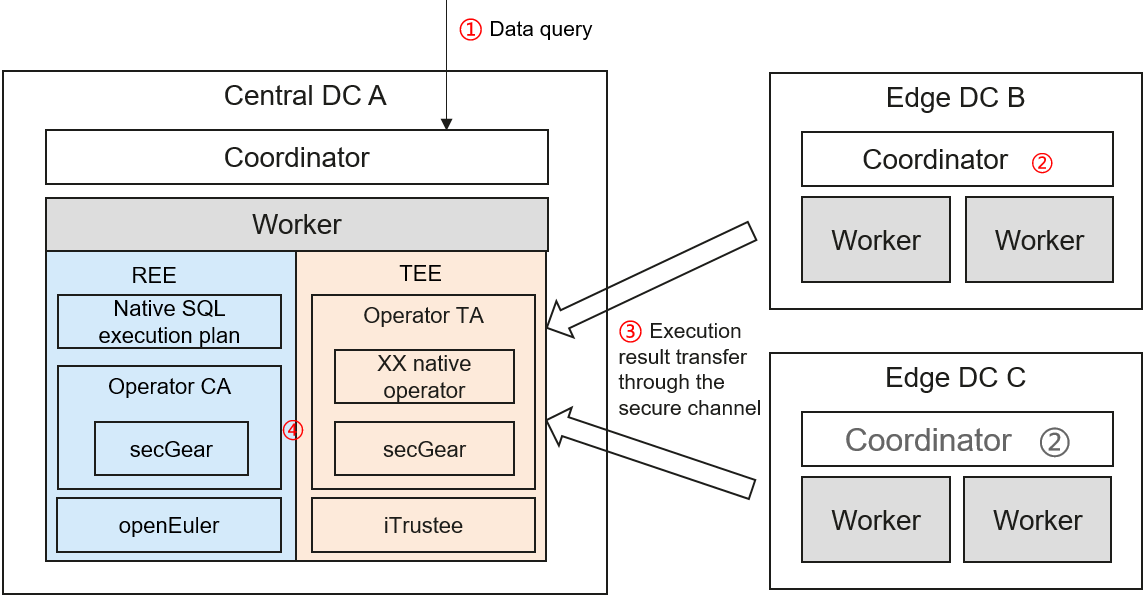 ① Data query
Central DC A
Coordinator
Worker
REE
Native SQL
execution plan
Operator CA
secGear
openEuler
④
TEE
Operator TA
XX native
operator
secGear
iTrustee
③ Execution
result transfer
through the
secure channel
Edge DC B
Coordinator ②
Worker
Worker
Edge DC C
Coordinator ②
Worker
Worker